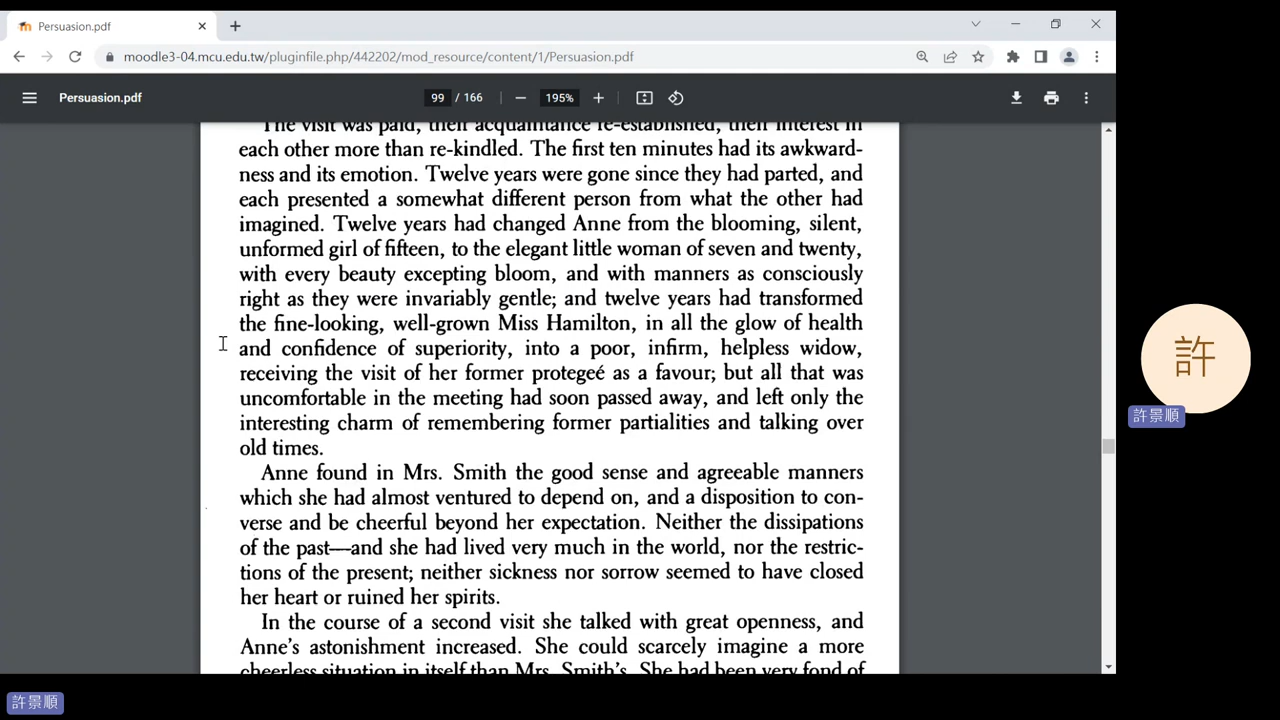 Persuasion.pdf
moodle3-04.mcu.edu.tw/pluginfile.php/442202/mod_resource/content/1/Persuasion.pdf
Persuasion.pdf
99 / 166
195%
The visit was paid, their acquaintance re-established, their interest in
each other more than re-kindled. The first ten minutes had its awkward-
ness and its emotion. Twelve years were gone since they had parted, and
each presented a somewhat different person from what the other had
imagined. Twelve years had changed Anne from the blooming, silent,
unformed girl of fifteen, to the elegant little woman of seven and twenty,
with every beauty excepting bloom, and with manners as consciously
right as they were invariably gentle; and twelve years had transformed
the fine-looking, well-grown Miss Hamilton, in all the glow of health
and confidence of superiority, into a poor, infirm, helpless widow,
receiving the visit of her former protegeé as a favour; but all that was
uncomfortable in the meeting had soon passed away, and left only the
interesting charm of remembering former partialities and talking over
old times.
Anne found in Mrs. Smith the good sense and agreeable manners
which she had almost ventured to depend on, and a disposition to con-
verse and be cheerful beyond her expectation. Neither the dissipations
of the past—and she had lived very much in the world, nor the restric-
tions of the present; neither sickness nor sorrow seemed to have closed
her heart or ruined her spirits.
In the course of a second visit she talked with great openness, and
Anne's astonishment increased. She could scarcely imagine a more
cheerless situation in itself than Mrs. Smith's. She had been very fond of
許
許景順
許景順